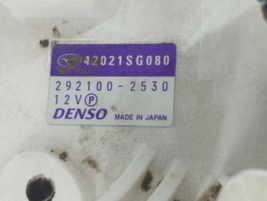 42021SG080
292100-2530
12V Ⓟ
DENSO MADE IN JAPAN